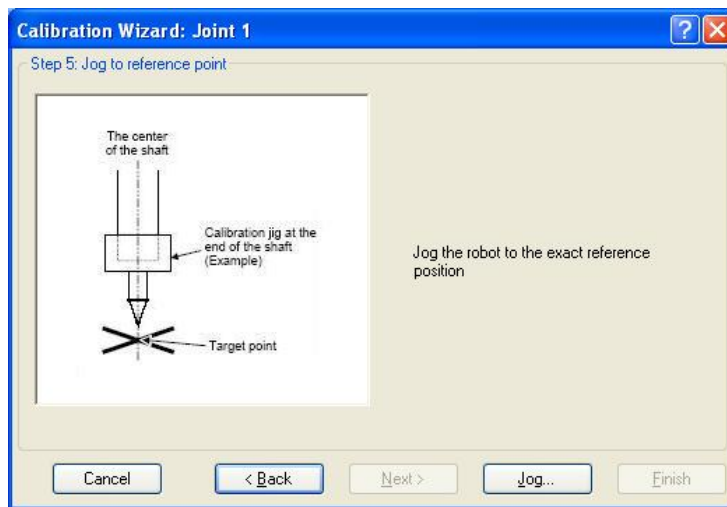 Calibration Wizard: Joint 1
Step 5: Jog to reference point
The center
of the shaft
Calibration jig at the
end of the shaft
(Example)
Target point
Jog the robot to the exact reference
position
Cancel
< Back
Next >
Jog...
Finish